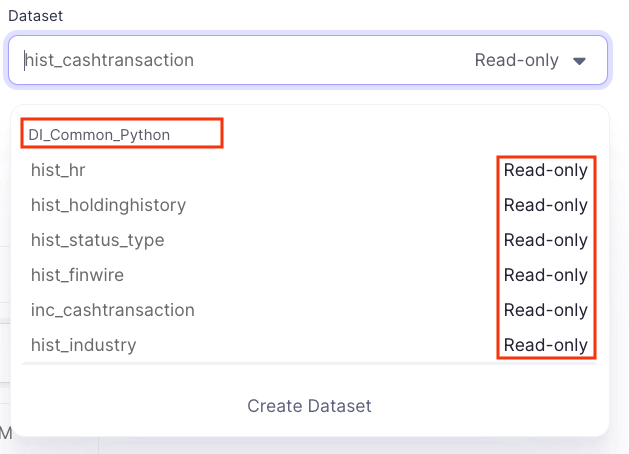 Dataset
hist_cashtransaction Read-only
DI_Common_Python
hist_hr Read-only
hist_holdinghistory Read-only
hist_status_type Read-only
hist_finwire Read-only
inc_cashtransaction Read-only
hist_industry Read-only
Create Dataset
M